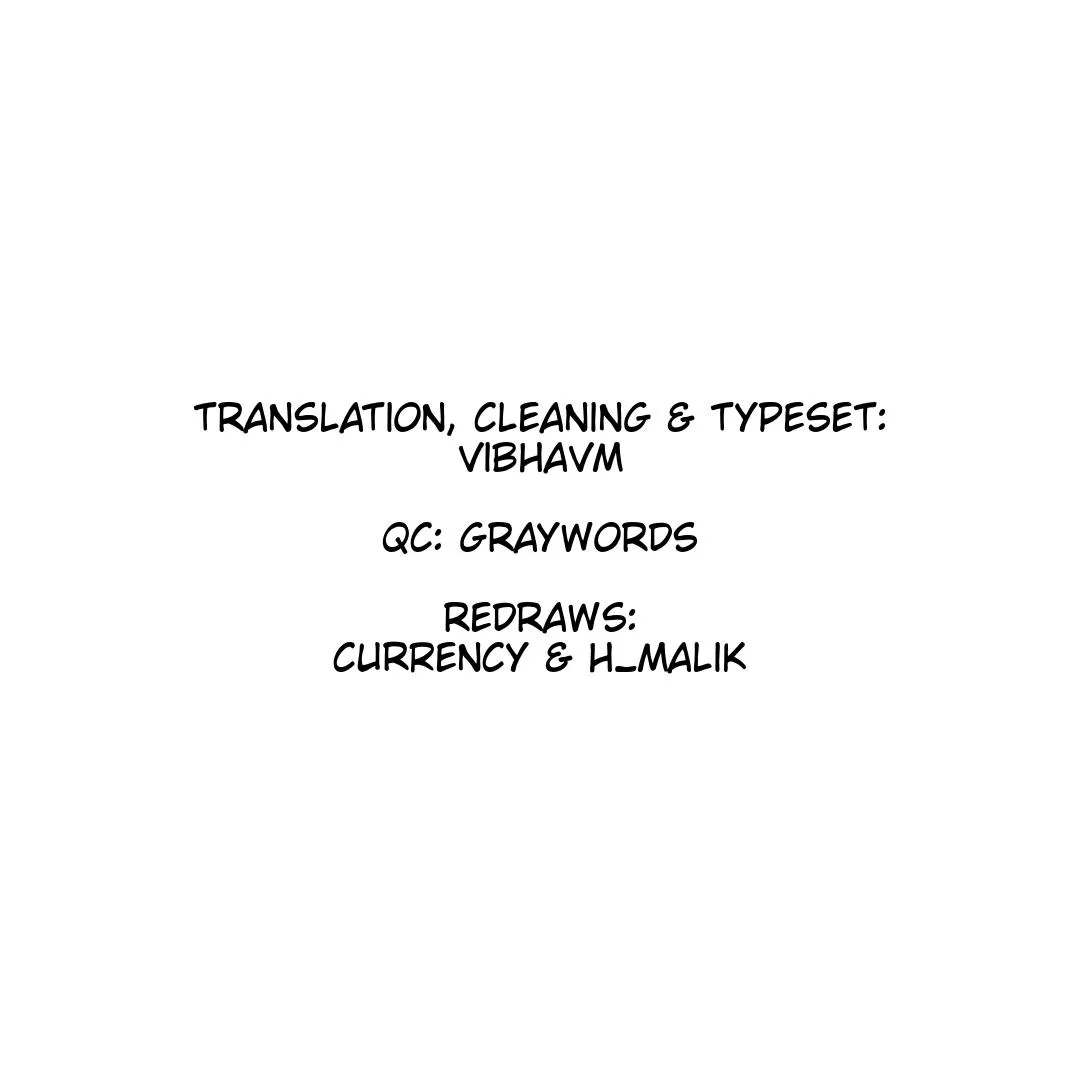 TRANSLATION, CLEANING & TYPESET:
VIBHAVM
QC: GRAYWORDS
REDRAWS:
CURRENCY & H_MALIK